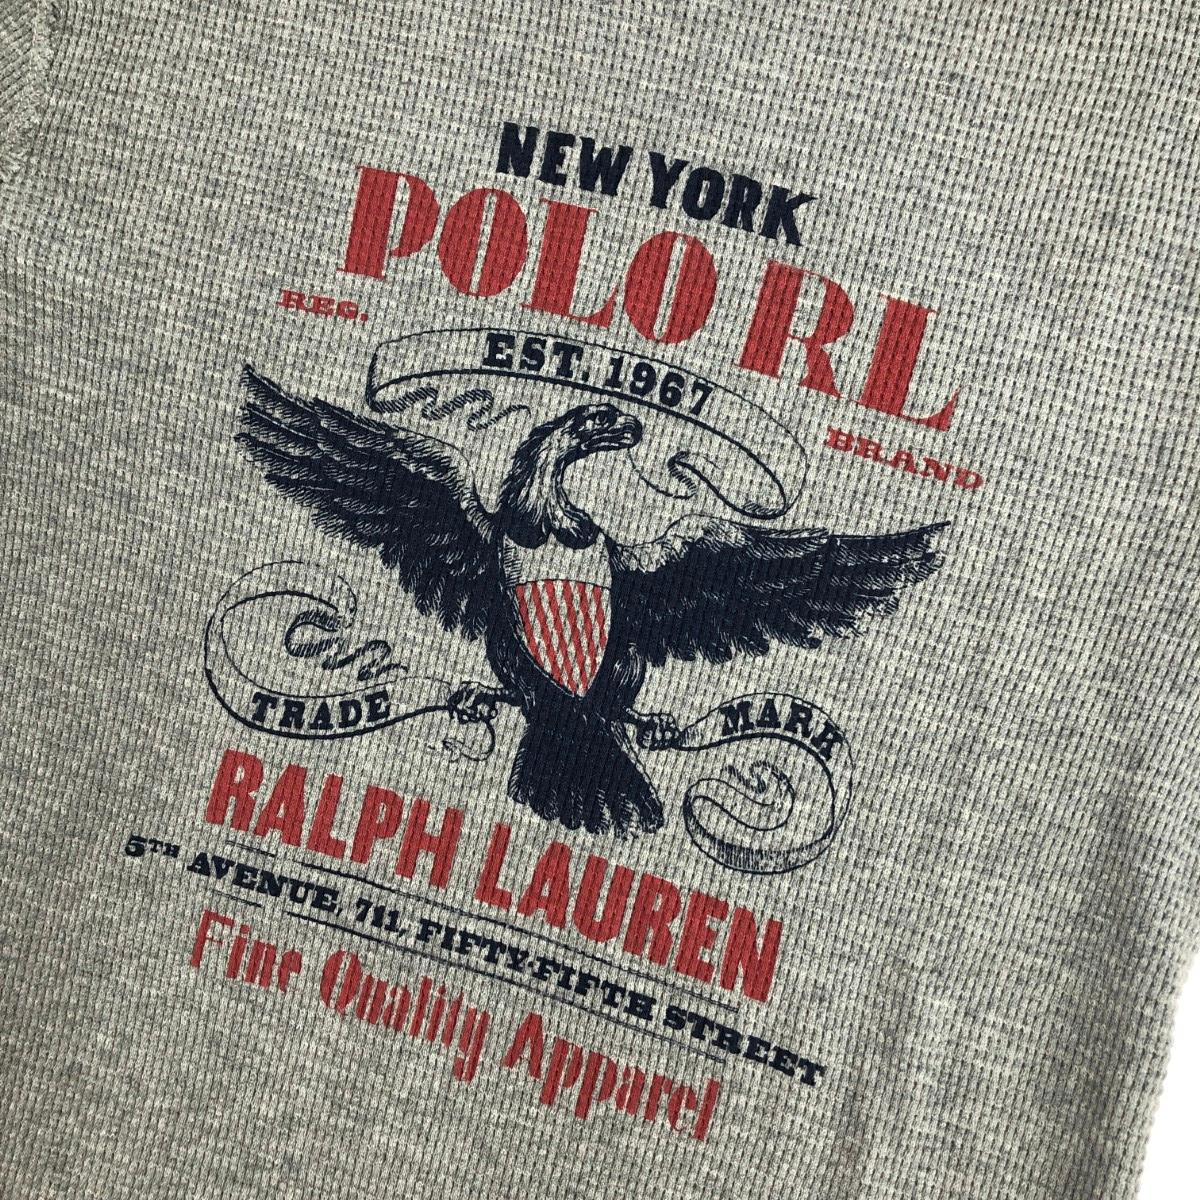 NEW YORK
POLO RL
REG.
EST. 1967
BRAND
TRADE
MARK
RALPH LAUREN
5TH AVENUE, 711, FIFTY-FIFTH STREET
Fine Quality Apparel